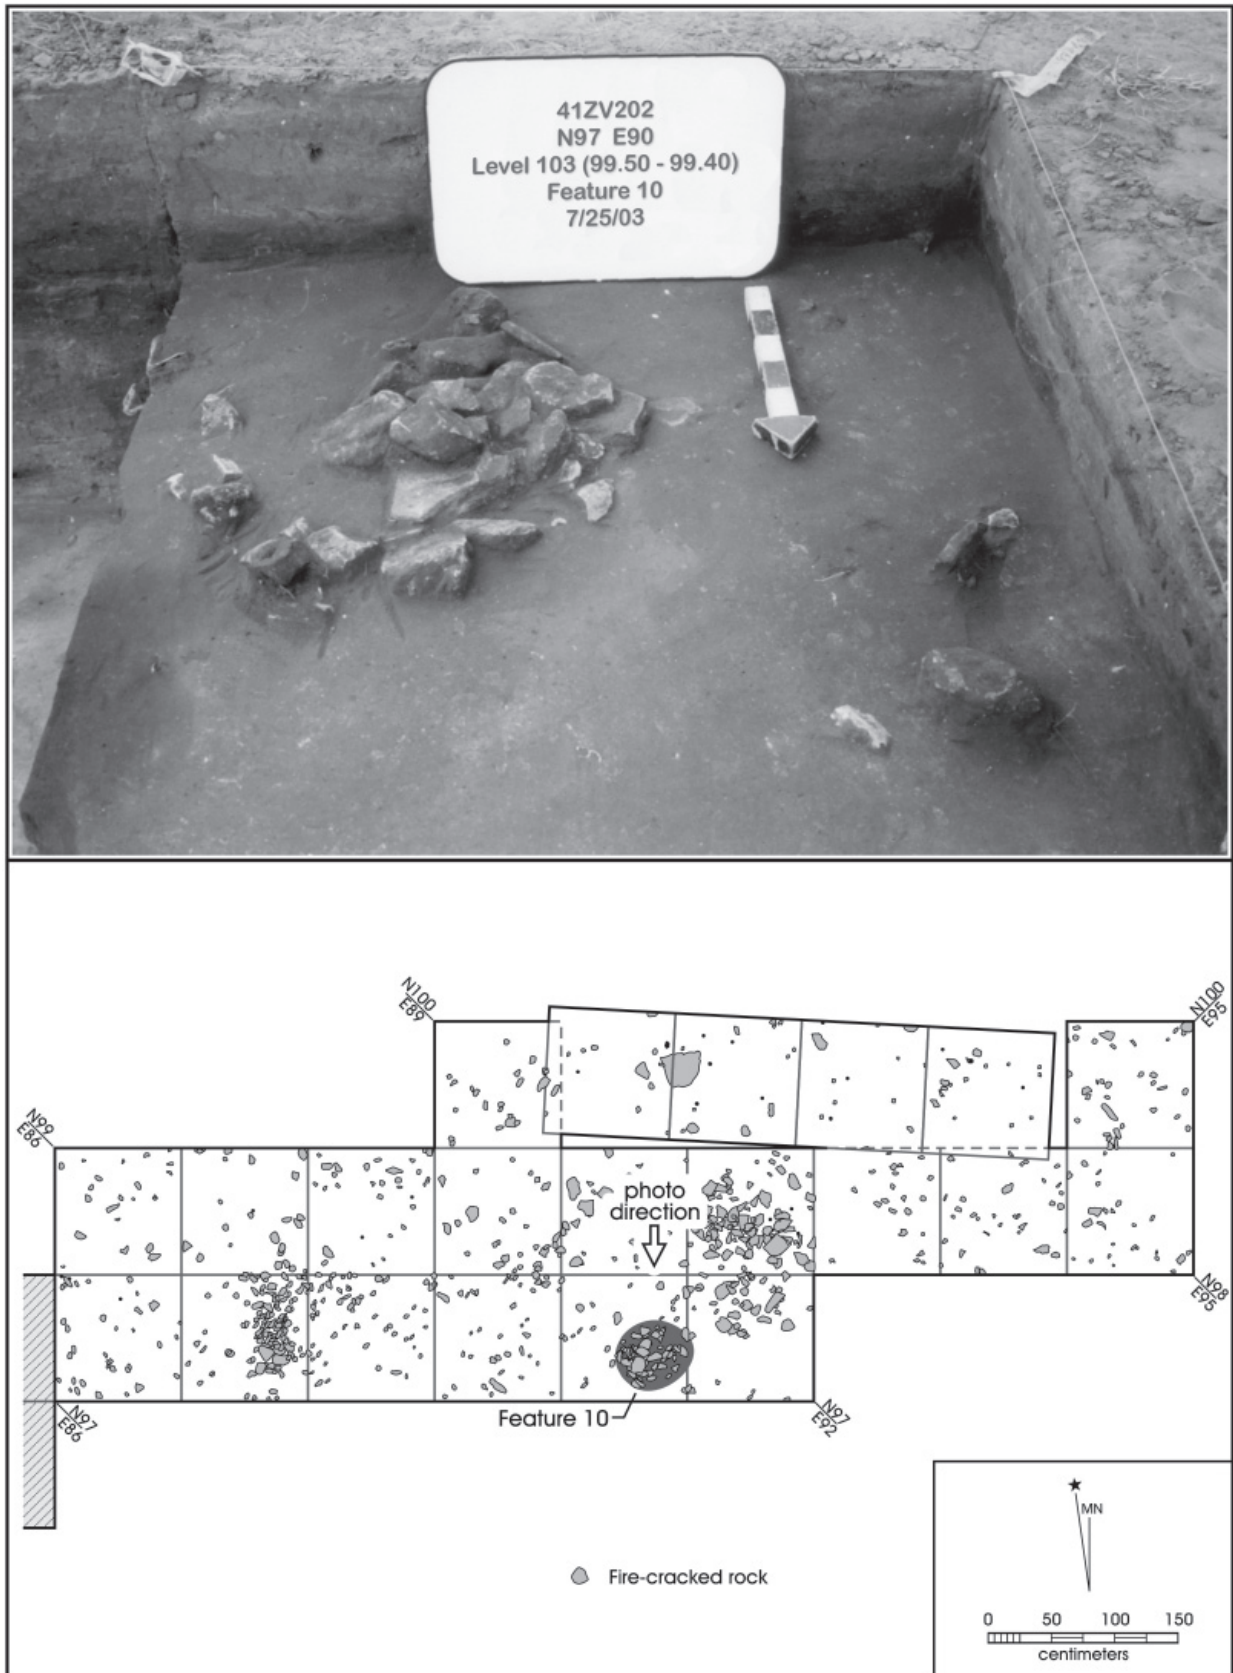 41ZV202
N97 E90
Level 103 (99.50 - 99.40)
Feature 10
7/25/03
N100
E89
N100
E95
N99
E86
photo
direction
N98
E95
N97
E86
Feature 10
N97
E92
MN
Fire-cracked rock
0 50 100 150
centimeters